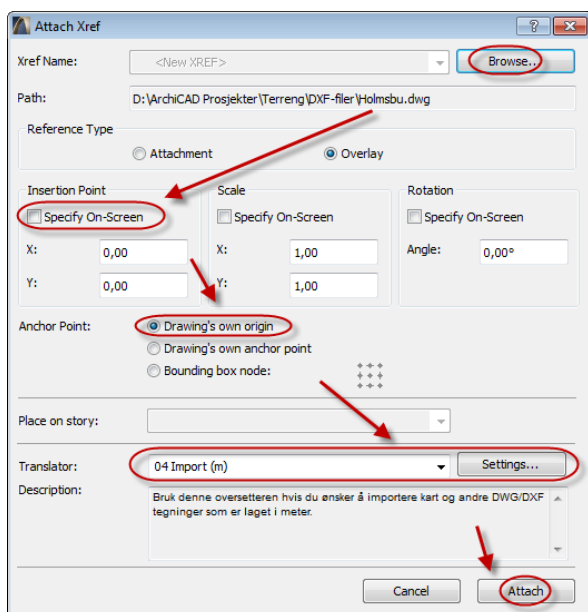 Attach Xref
Xref Name:
<New XREF>
Browse...
Path:
D:\ArchiCAD Prosjekter\Terreng\DXF-filer\Holmsbu.dwg
Reference Type
Attachment
Overlay
Insertion Point
Scale
Rotation
Specify On-Screen
Specify On-Screen
Specify On-Screen
X:
0,00
X:
1,00
Angle:
0,00°
Y:
0,00
Y:
1,00
Anchor Point:
Drawing's own origin
Drawing's own anchor point
Bounding box node:
Place on story:
Translator:
04 Import (m)
Settings...
Description:
Bruk denne oversetteren hvis du ønsker å importere kart og andre DWG/DXF
tegninger som er laget i meter.
Cancel
Attach